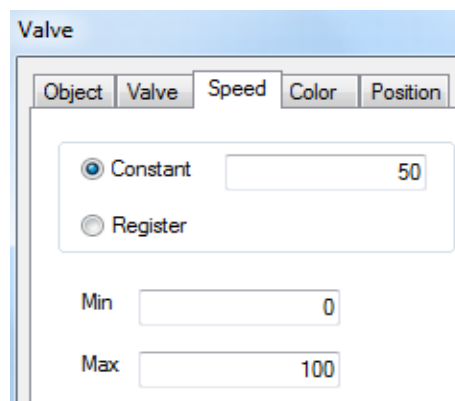 Valve
Object Valve Speed Color Position
Constant 50
Register
Min 0
Max 100